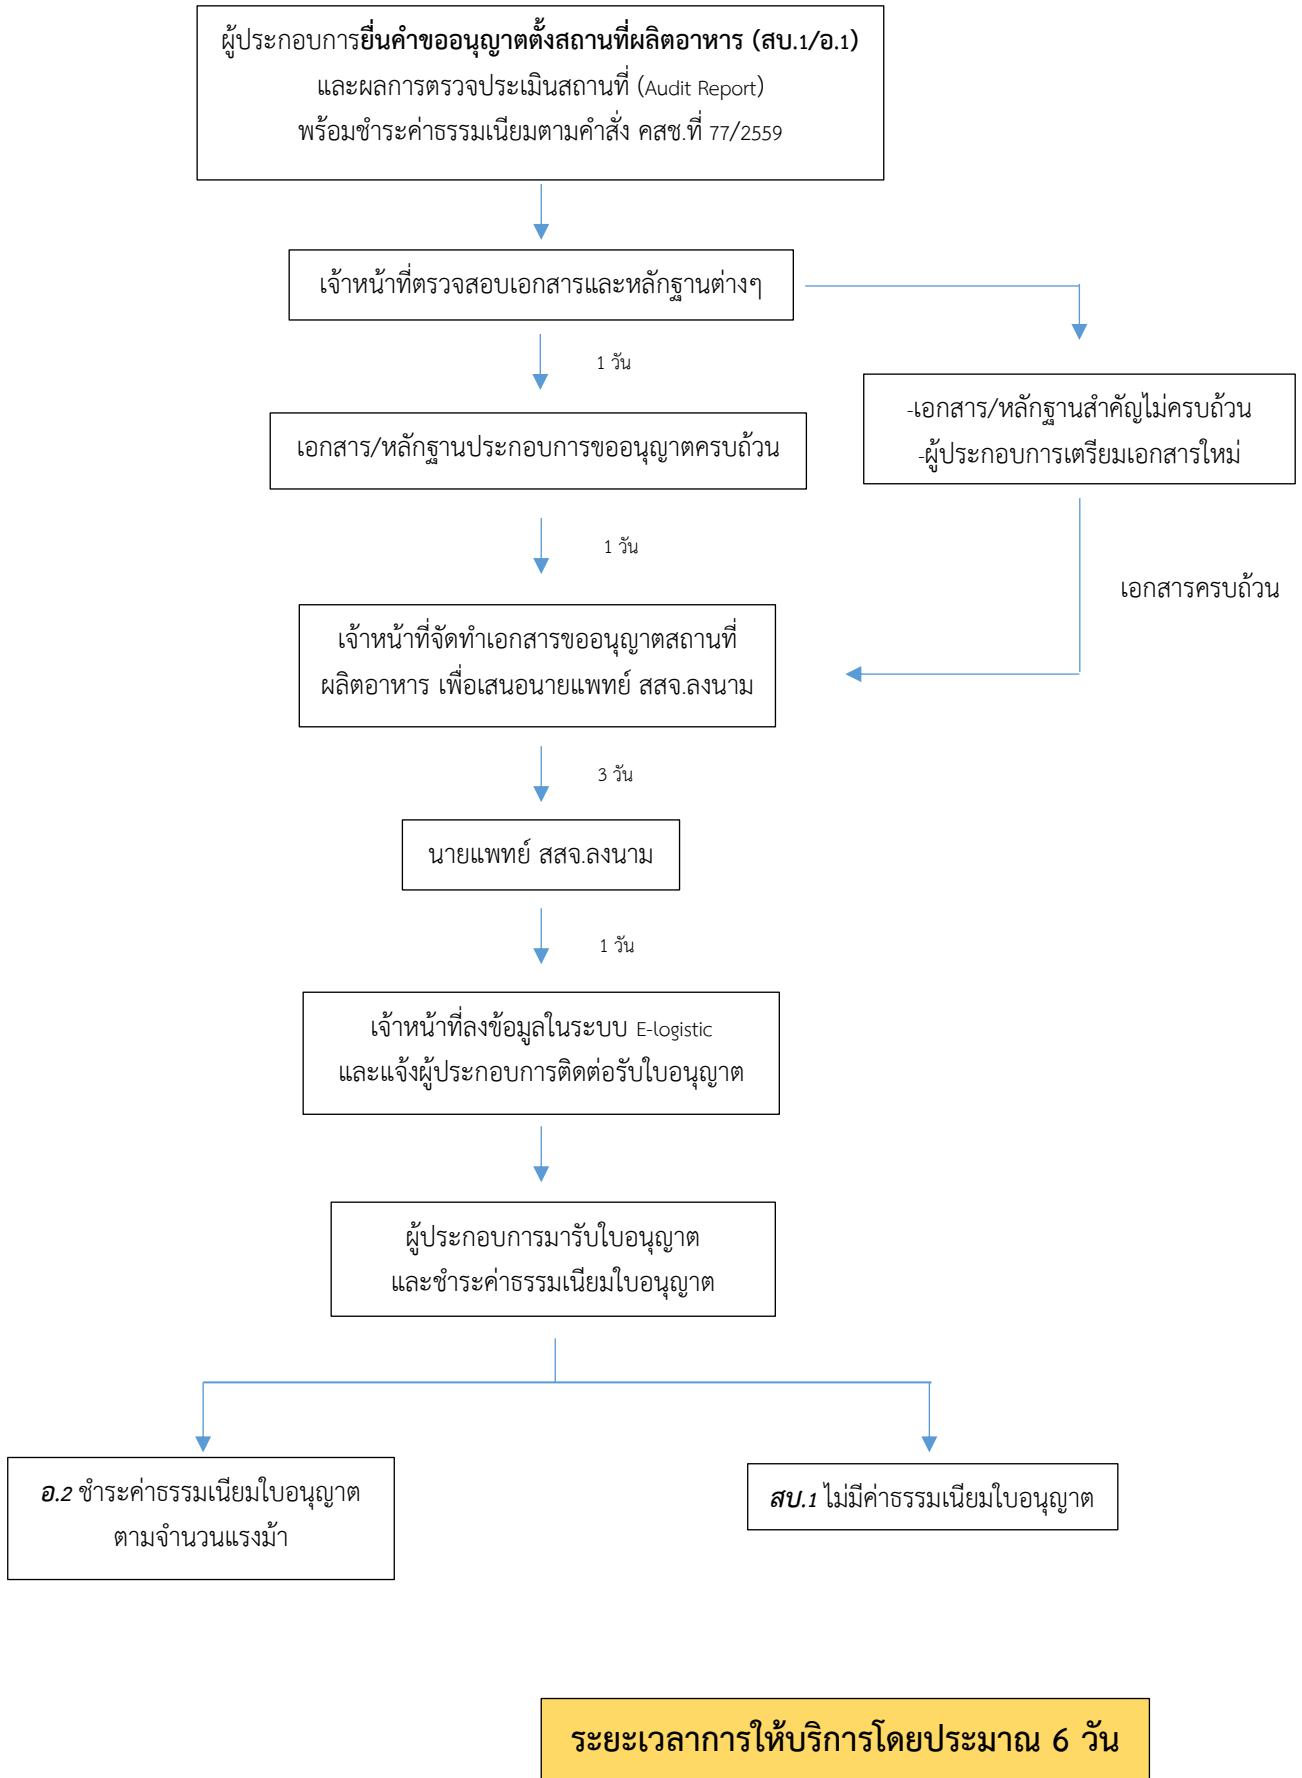 ผู้ประกอบการยื่นคำขออนุญาตตั้งสถานที่ผลิตอาหาร (สบ.1/อ.1)
และผลการตรวจประเมินสถานที่ (Audit Report)
พร้อมชำระค่าธรรมเนียมตามคำสั่ง คสช.ที่ 77/2559
เจ้าหน้าที่ตรวจสอบเอกสารและหลักฐานต่างๆ
1 วัน
-เอกสาร/หลักฐานสำคัญไม่ครบถ้วน
-ผู้ประกอบการเตรียมเอกสารใหม่
เอกสาร/หลักฐานประกอบการขออนุญาตครบถ้วน
1 วัน
เอกสารครบถ้วน
เจ้าหน้าที่จัดทำเอกสารขออนุญาตสถานที่
ผลิตอาหาร เพื่อเสนอนายแพทย์ สสจ.ลงนาม
3 วัน
นายแพทย์ สสจ.ลงนาม
1 วัน
เจ้าหน้าที่ลงข้อมูลในระบบ E-logistic
และแจ้งผู้ประกอบการติดต่อรับใบอนุญาต
ผู้ประกอบการมารับใบอนุญาต
และชำระค่าธรรมเนียมใบอนุญาต
อ.2 ชำระค่าธรรมเนียมใบอนุญาต
ตามจำนวนแรงม้า
สบ.1 ไม่มีค่าธรรมเนียมใบอนุญาต
ระยะเวลาการให้บริการโดยประมาณ 6 วัน